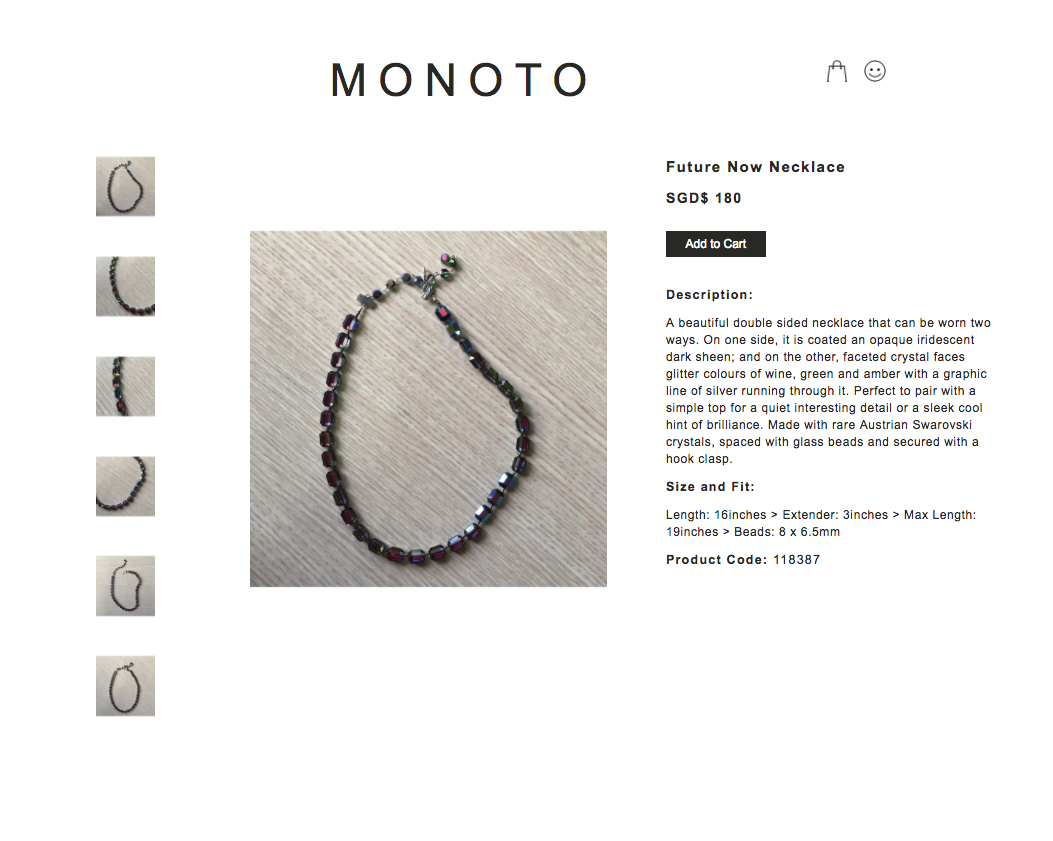 MONOTO
Future Now Necklace
SGD$ 180
Add to Cart
Description:
A beautiful double sided necklace that can be worn two
ways. On one side, it is coated an opaque iridescent
dark sheen; and on the other, faceted crystal faces
glitter colours of wine, green and amber with a graphic
line of silver running through it. Perfect to pair with a
simple top for a quiet interesting detail or a sleek cool
hint of brilliance. Made with rare Austrian Swarovski
crystals, spaced with glass beads and secured with a
hook clasp.
Size and Fit:
Length: 16inches > Extender: 3inches > Max Length:
19inches > Beads: 8 x 6.5mm
Product Code: 118387